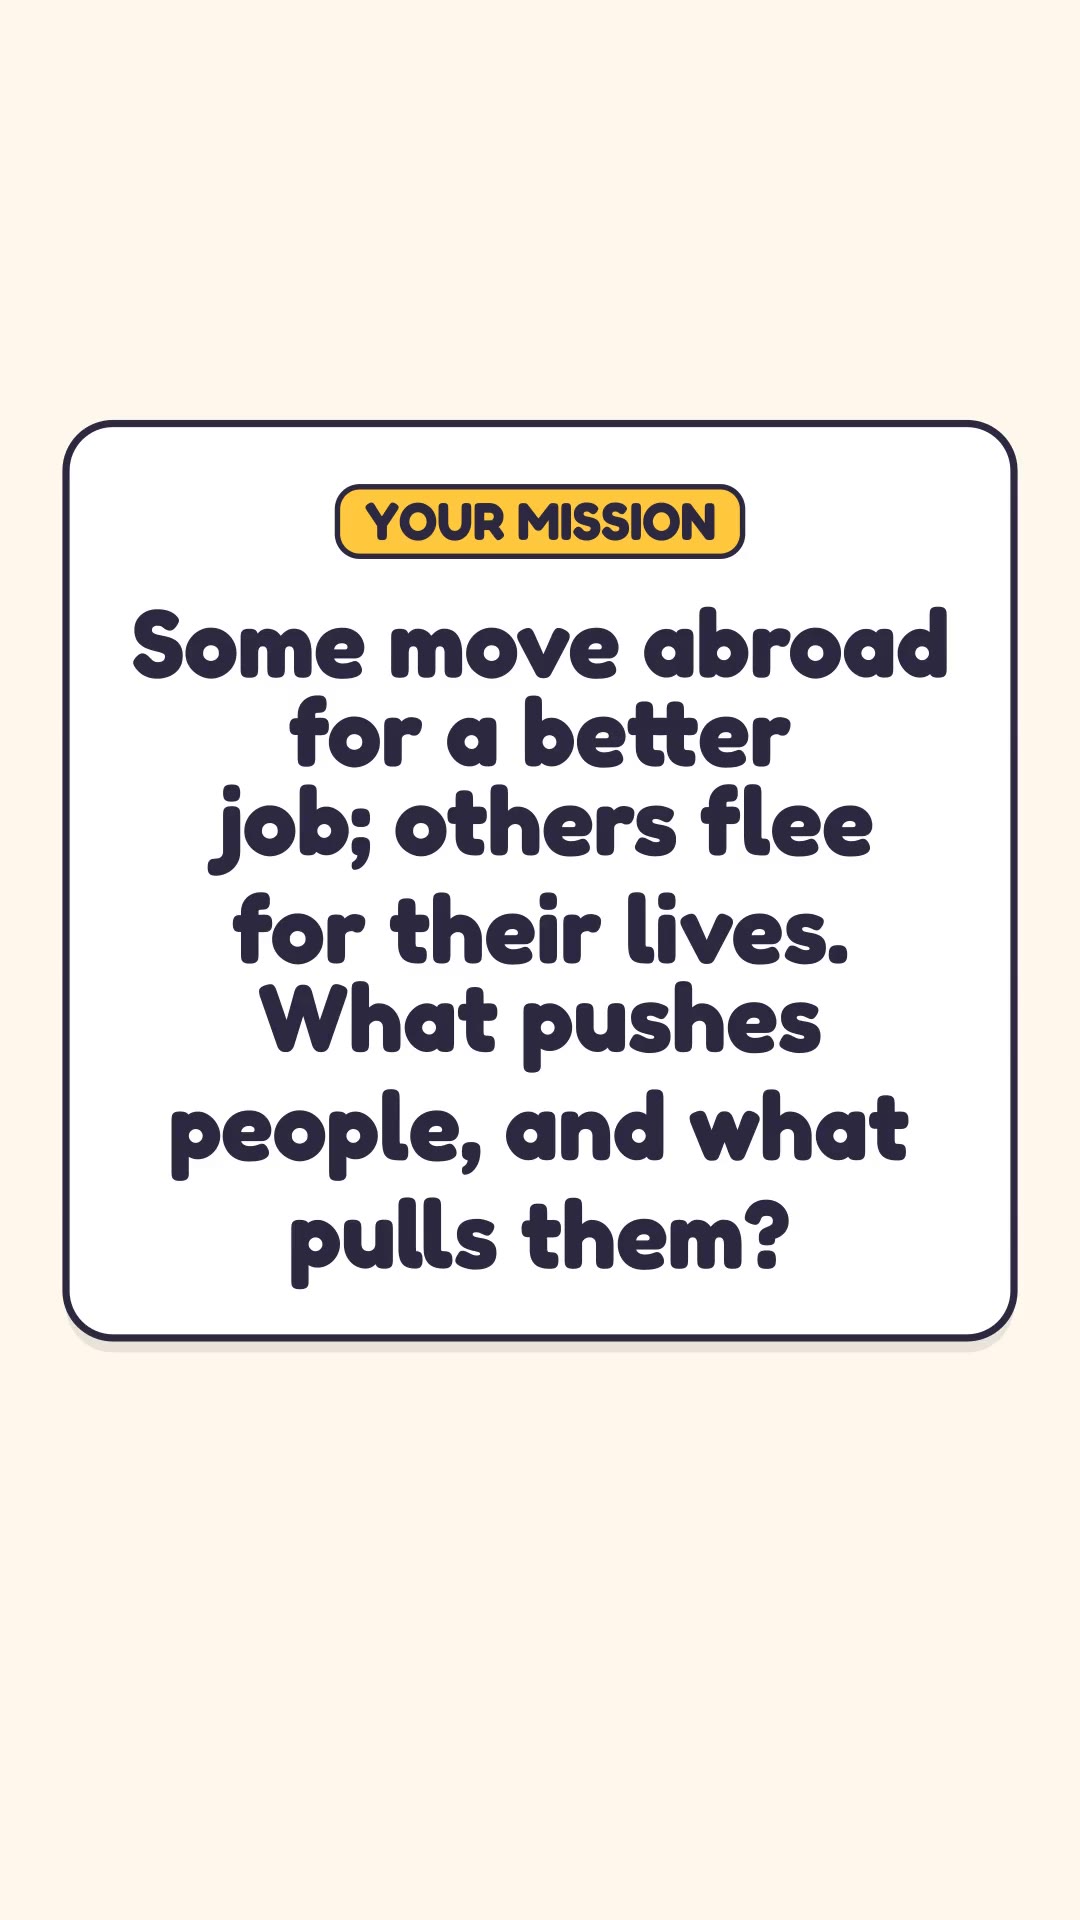 YOUR MISSION
Some move abroad
for a better
job; others flee
for their lives.
What pushes
people, and what
pulls them?